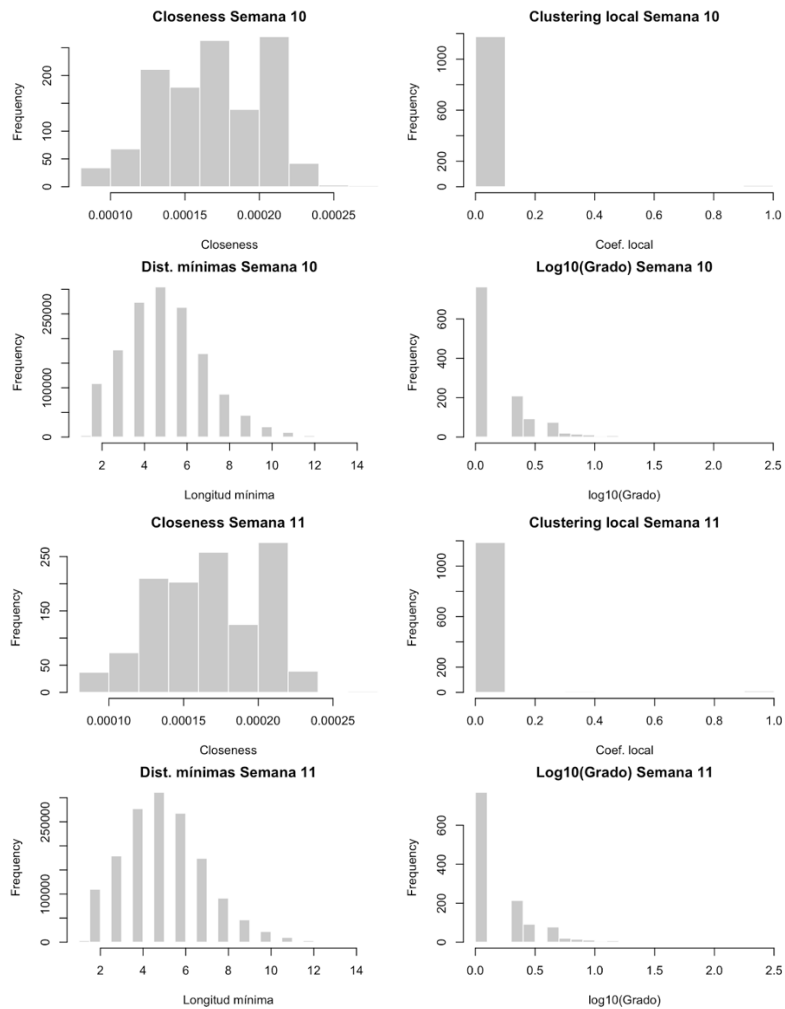 Closeness Semana 10
Frequency
0 50 100 200
0.00010 0.00015 0.00020 0.00025
Closeness
Clustering local Semana 10
Frequency
0 200 600 1000
0.0 0.2 0.4 0.6 0.8 1.0
Coef. local
Dist. mínimas Semana 10
Frequency
0 100000 250000
2 4 6 8 10 12 14
Longitud mínima
Log10(Grado) Semana 10
Frequency
0 200 400 600
0.0 0.5 1.0 1.5 2.0 2.5
log10(Grado)
Closeness Semana 11
Frequency
0 50 150 250
0.00010 0.00015 0.00020 0.00025
Closeness
Clustering local Semana 11
Frequency
0 200 600 1000
0.0 0.2 0.4 0.6 0.8 1.0
Coef. local
Dist. mínimas Semana 11
Frequency
0 100000 250000
2 4 6 8 10 12 14
Longitud mínima
Log10(Grado) Semana 11
Frequency
0 200 400 600
0.0 0.5 1.0 1.5 2.0 2.5
log10(Grado)